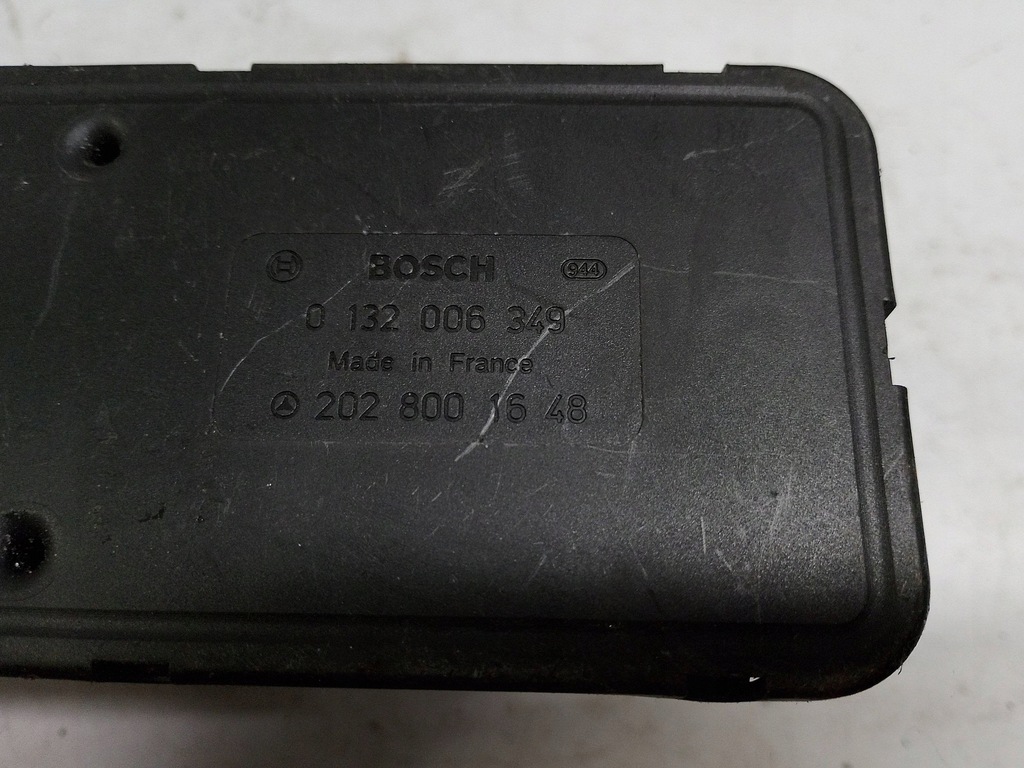 BOSCH 944
0 132 006 349
Made in France
202 800 16 48